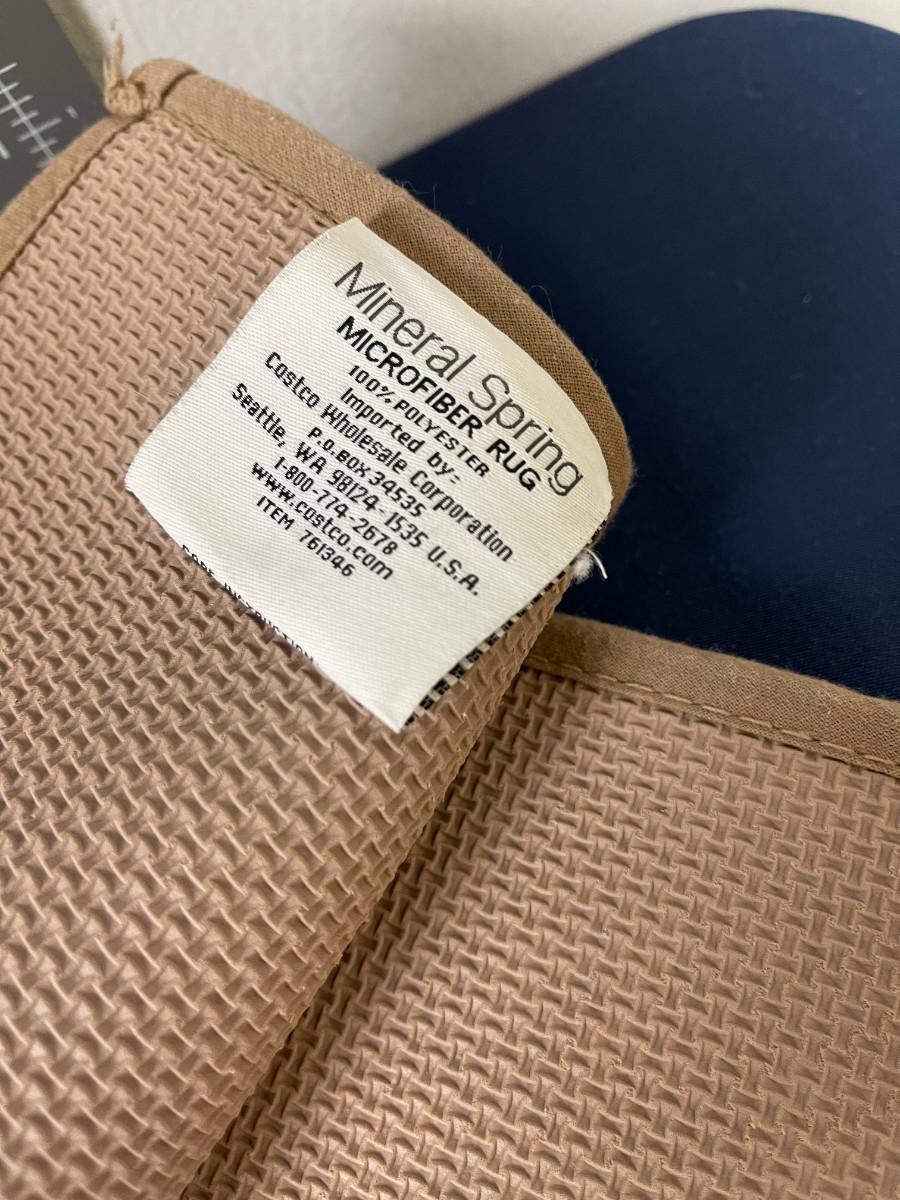 Mineral Spring
MICROFIBER RUG
100% POLYESTER
Imported by:
Costco Wholesale Corporation
P.O.BOX 34535
Seattle, WA 98124-1535 U.S.A.
1-800-774-2678
www.costco.com
ITEM 761346